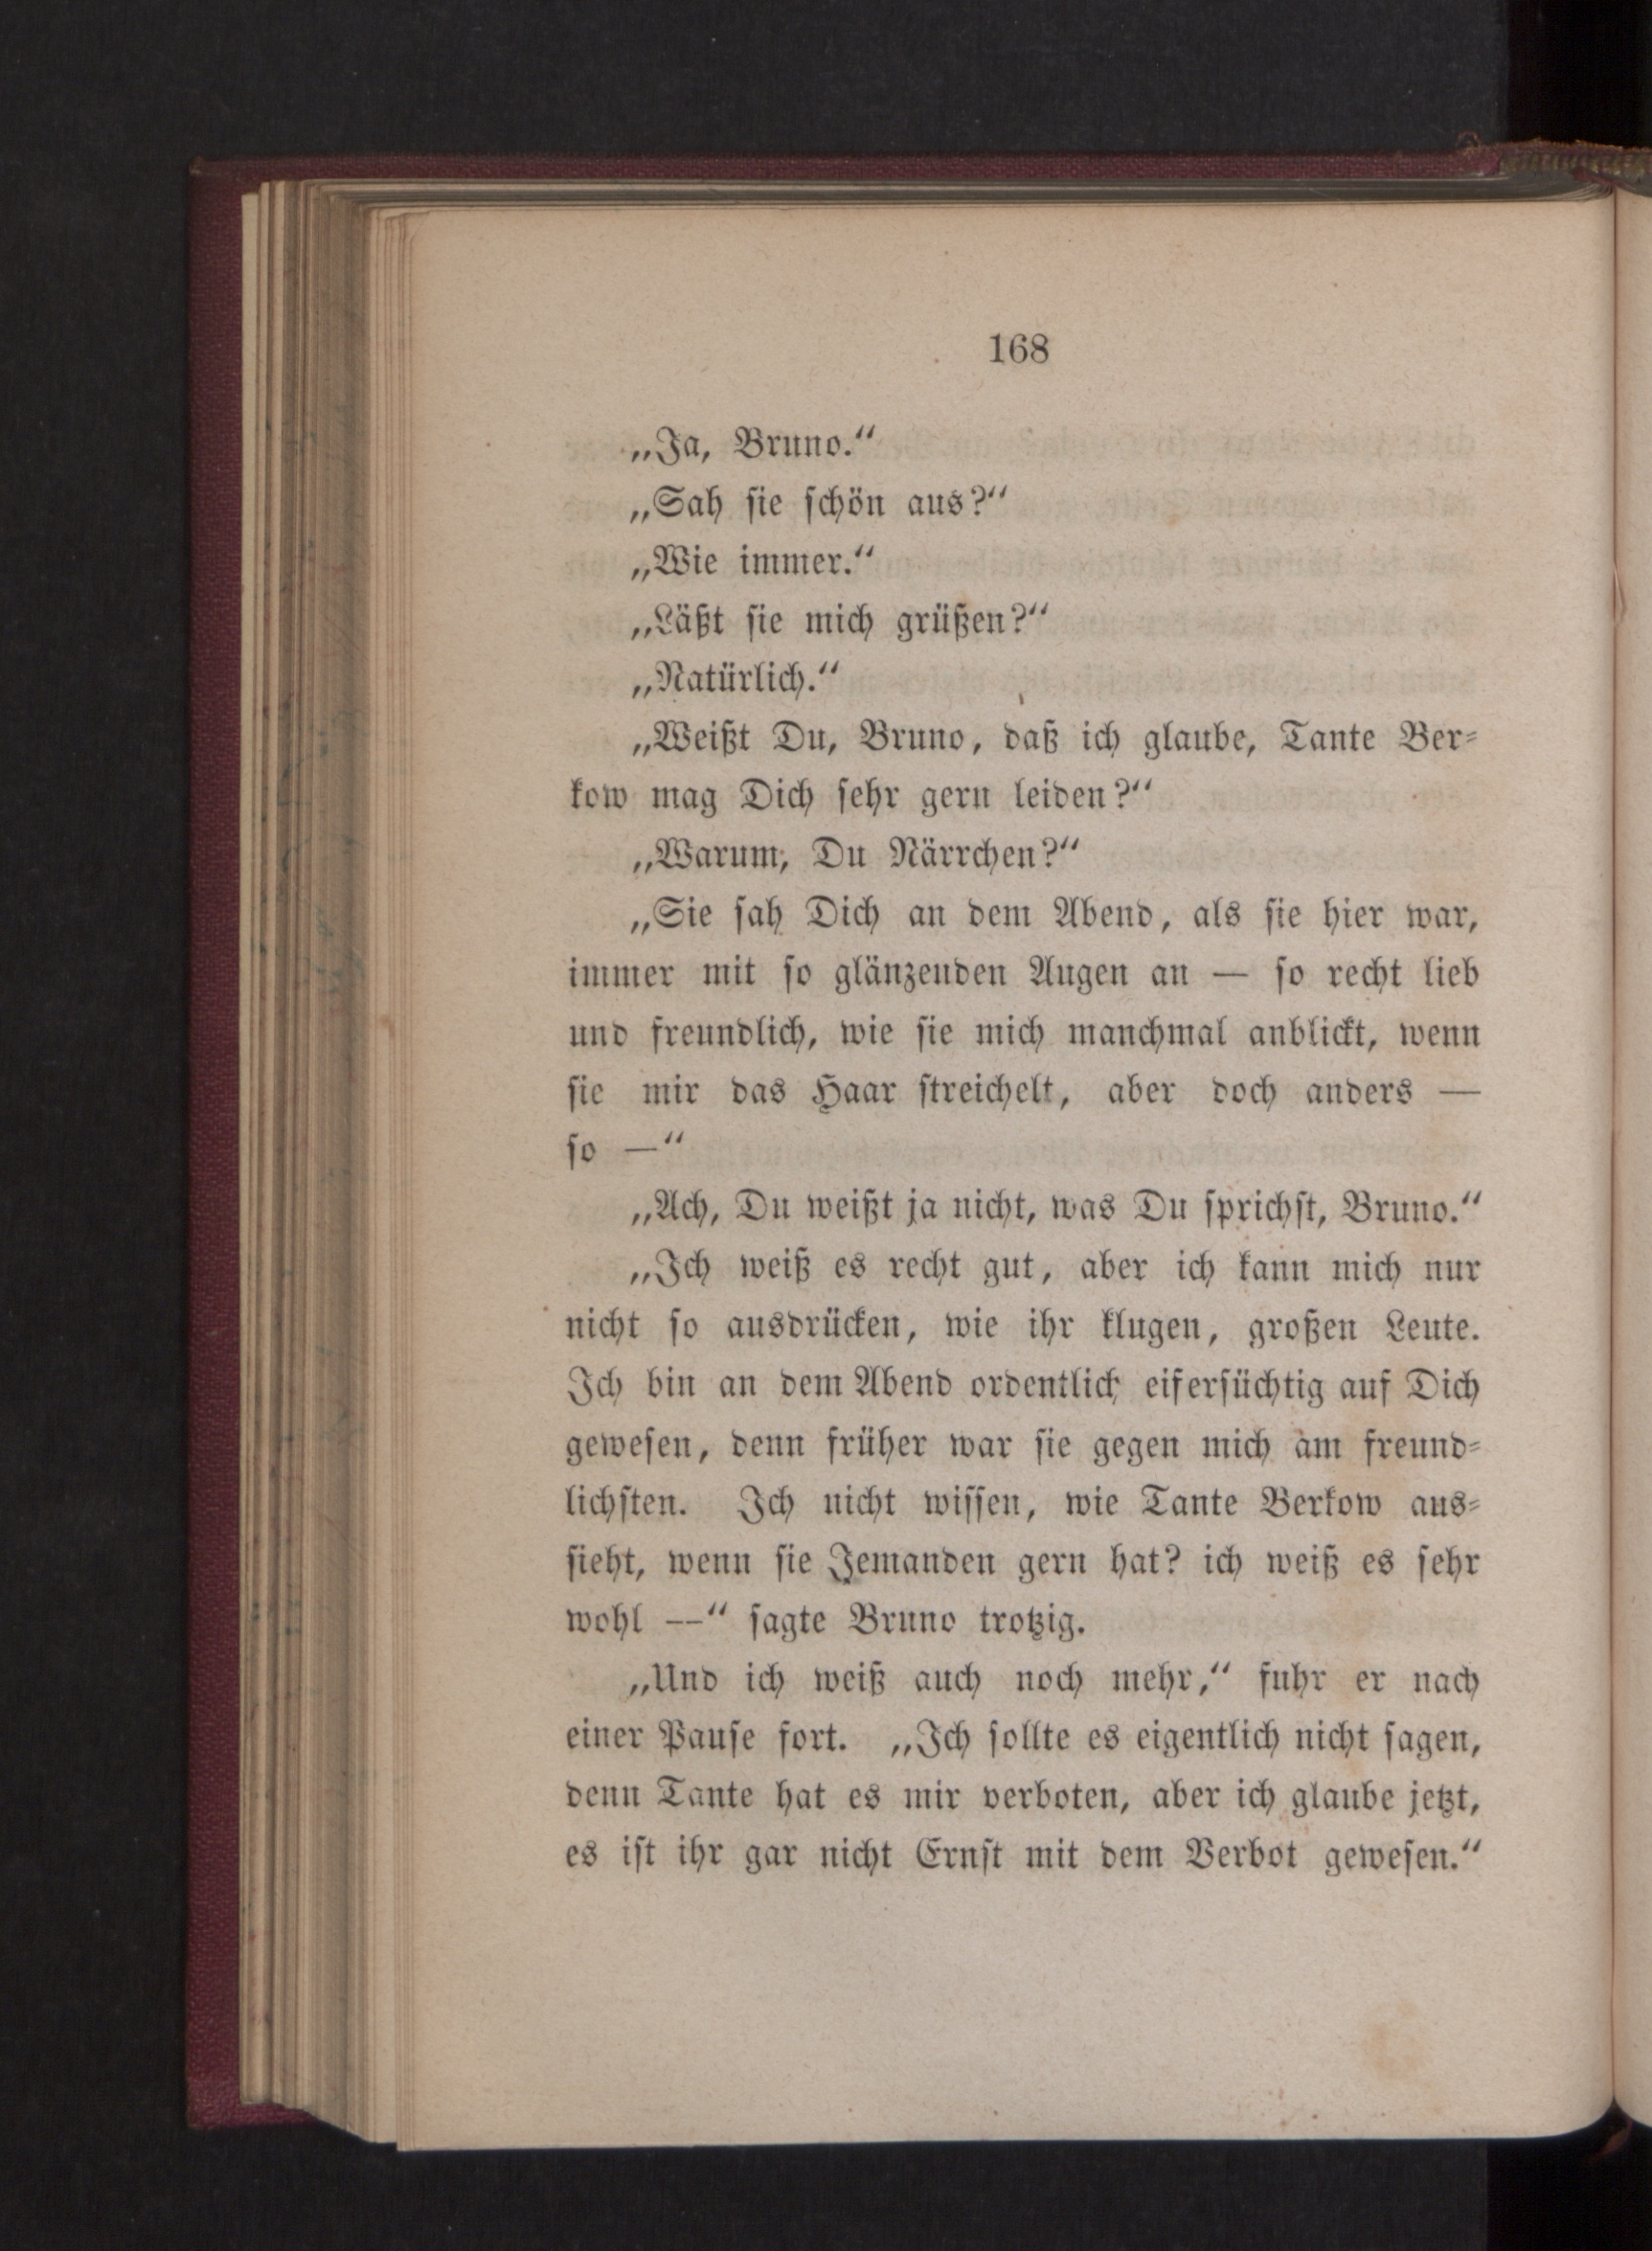 168
„Ja, Bruno.“
„Sah sie schön aus?“
„Wie immer.“
„Läßt sie mich grüßen?“
„Natürlich.“
„Weißt Du, Bruno, daß ich glaube, Tante Ber-
kow mag Dich sehr gern leiden?“
„Warum, Du Närrchen?“
„Sie sah Dich an dem Abend, als sie hier war,
immer mit so glänzenden Augen an — so recht lieb
und freundlich, wie sie mich manchmal anblickt, wenn
sie mir das Haar streichelt, aber doch anders —
so —“
„Ach, Du weißt ja nicht, was Du sprichst, Bruno.“
„Ich weiß es recht gut, aber ich kann mich nur
nicht so ausdrücken, wie ihr klugen, großen Leute.
Ich bin an dem Abend ordentlich eifersüchtig auf Dich
gewesen, denn früher war sie gegen mich am freund-
lichsten. Ich nicht wissen, wie Tante Berkow aus-
sieht, wenn sie Jemanden gern hat? ich weiß es sehr
wohl —“ sagte Bruno trotzig.
„Und ich weiß auch noch mehr,“ fuhr er nach
einer Pause fort. „Ich sollte es eigentlich nicht sagen,
denn Tante hat es mir verboten, aber ich glaube jetzt,
es ist ihr gar nicht Ernst mit dem Verbot gewesen.“